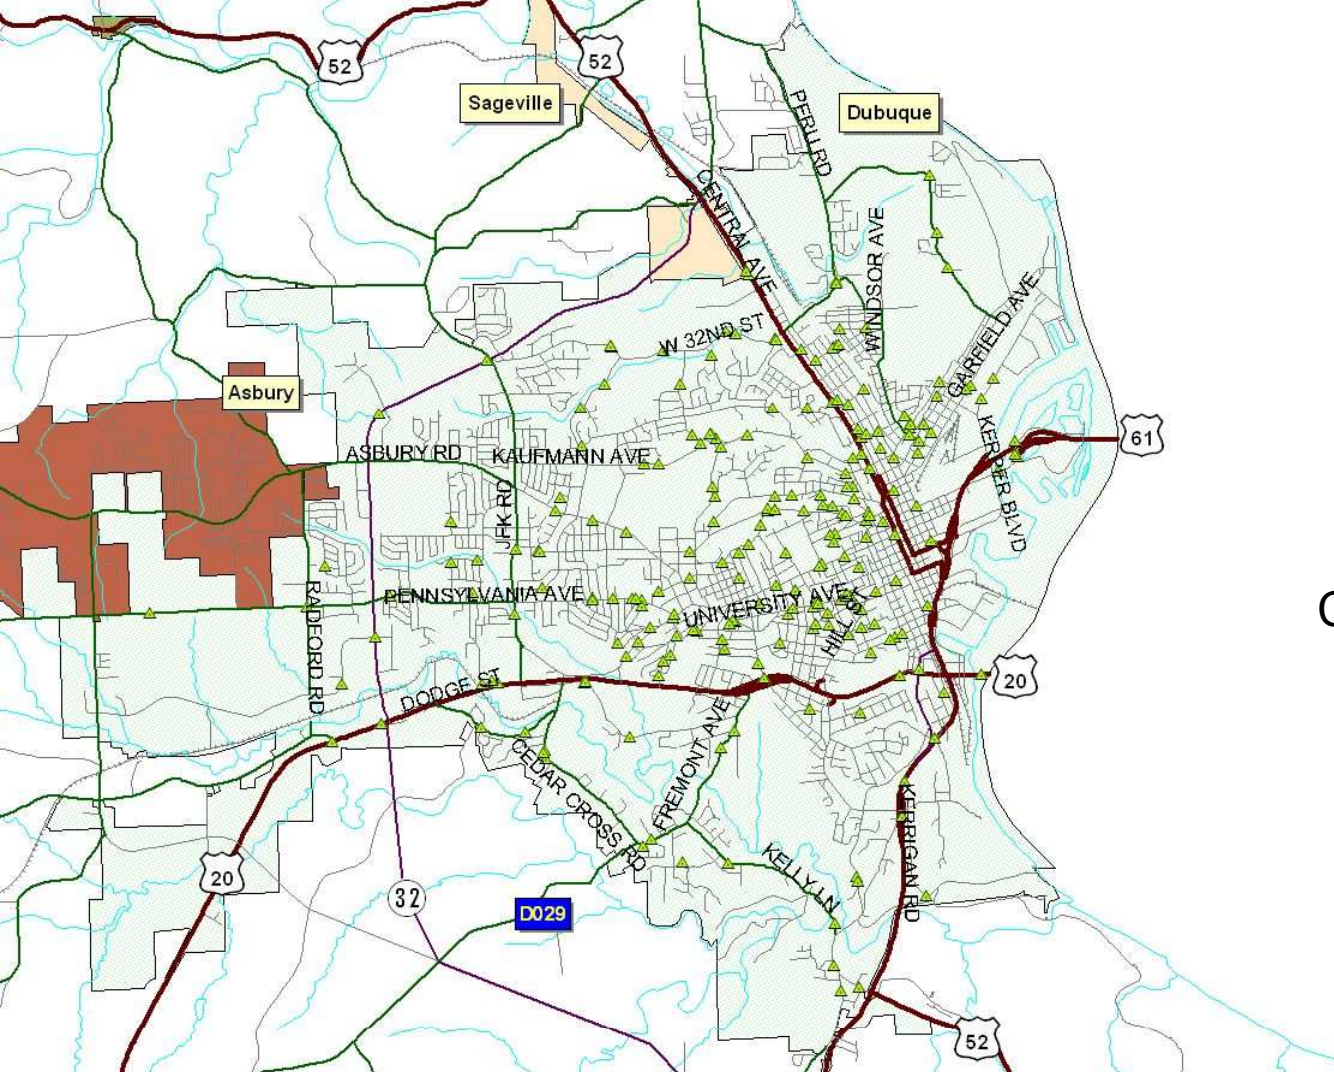 52
52
Sageville
Dubuque
PERU RD
CENTRAL AVE
WINDSOR AVE
GARFIELD AVE
W 32ND ST
Asbury
61
ASBURY RD
KAUFMANN AVE
KERPER BLVD
JFK RD
PENNSYLVANIA AVE
UNIVERSITY AVE
HILL ST
RADFORD RD
DODGE ST
20
CEDAR CROSS RD
FREMONT AVE
KERRIGAN RD
KELLY LN
20
32
D029
52